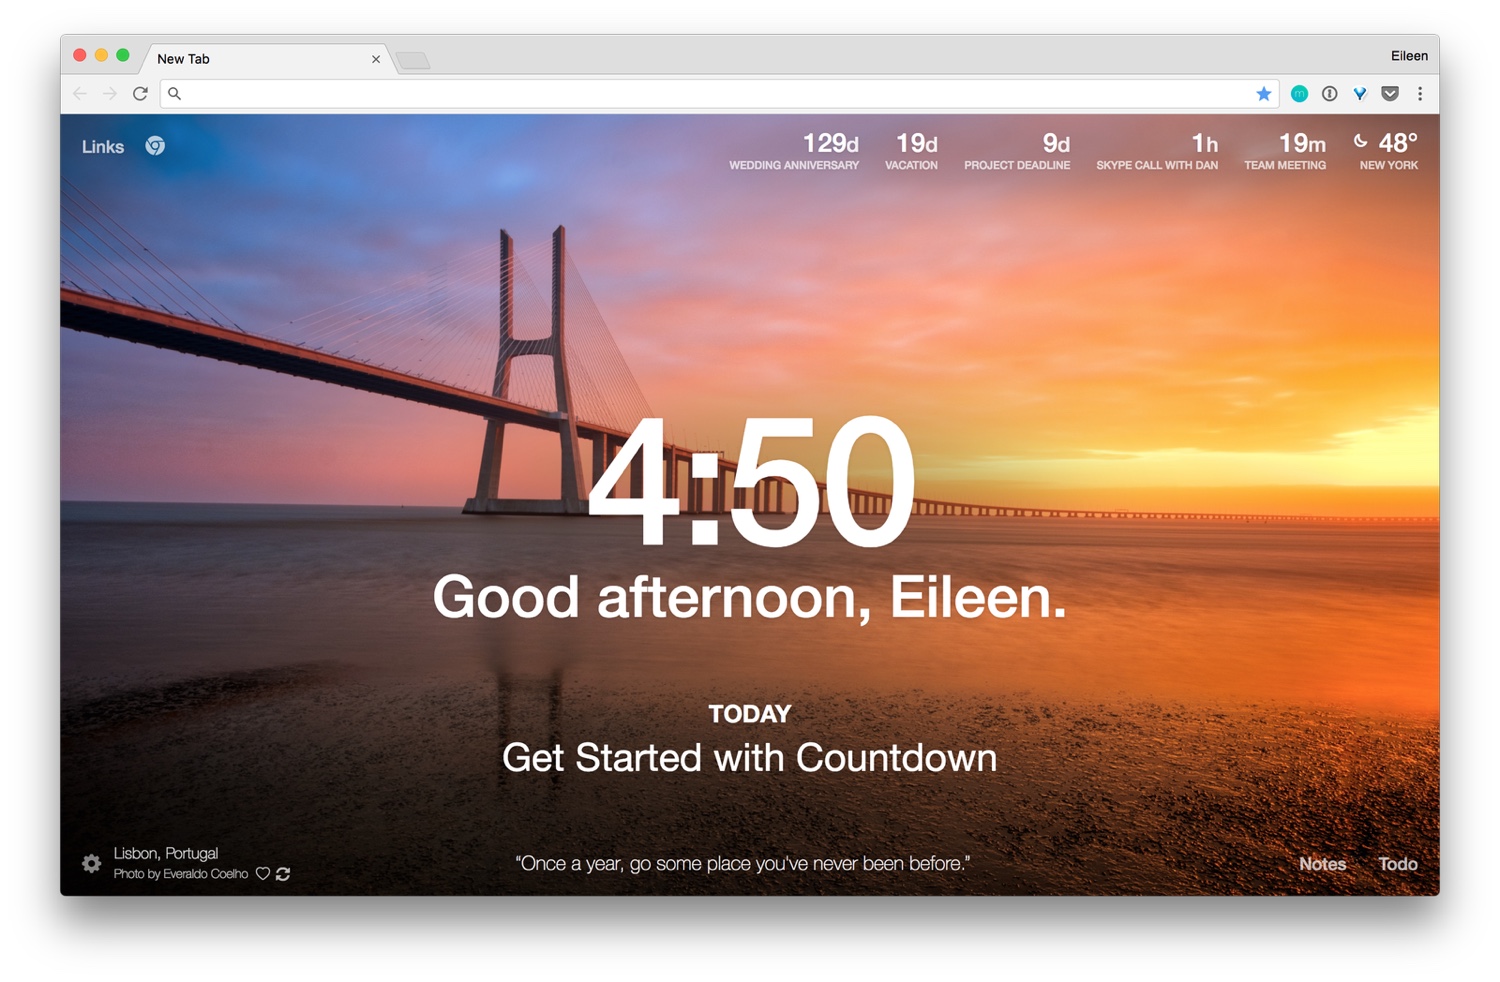 New Tab
Eileen
Links
129d
WEDDING ANNIVERSARY
19d
VACATION
9d
PROJECT DEADLINE
1h
SKYPE CALL WITH DAN
19m
TEAM MEETING
48°
NEW YORK
4:50
Good afternoon, Eileen.
TODAY
Get Started with Countdown
Lisbon, Portugal
Photo by Everaldo Coelho
"Once a year, go some place you've never been before."
Notes
Todo